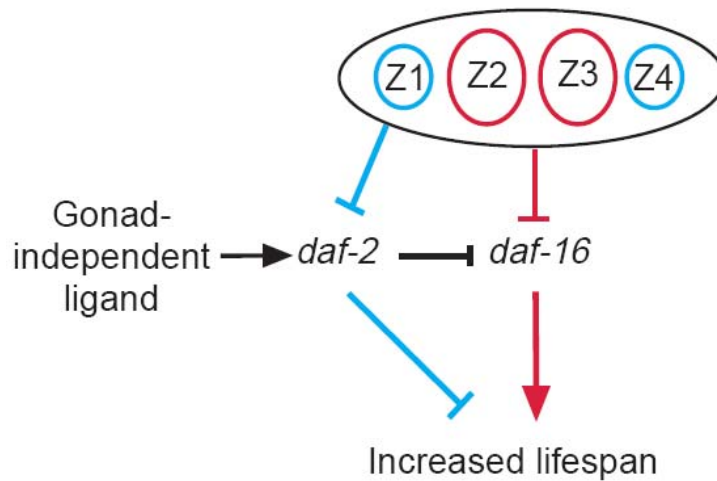 Z1 Z2 Z3 Z4
Gonad-
independent
ligand
daf-2
daf-16
Increased lifespan